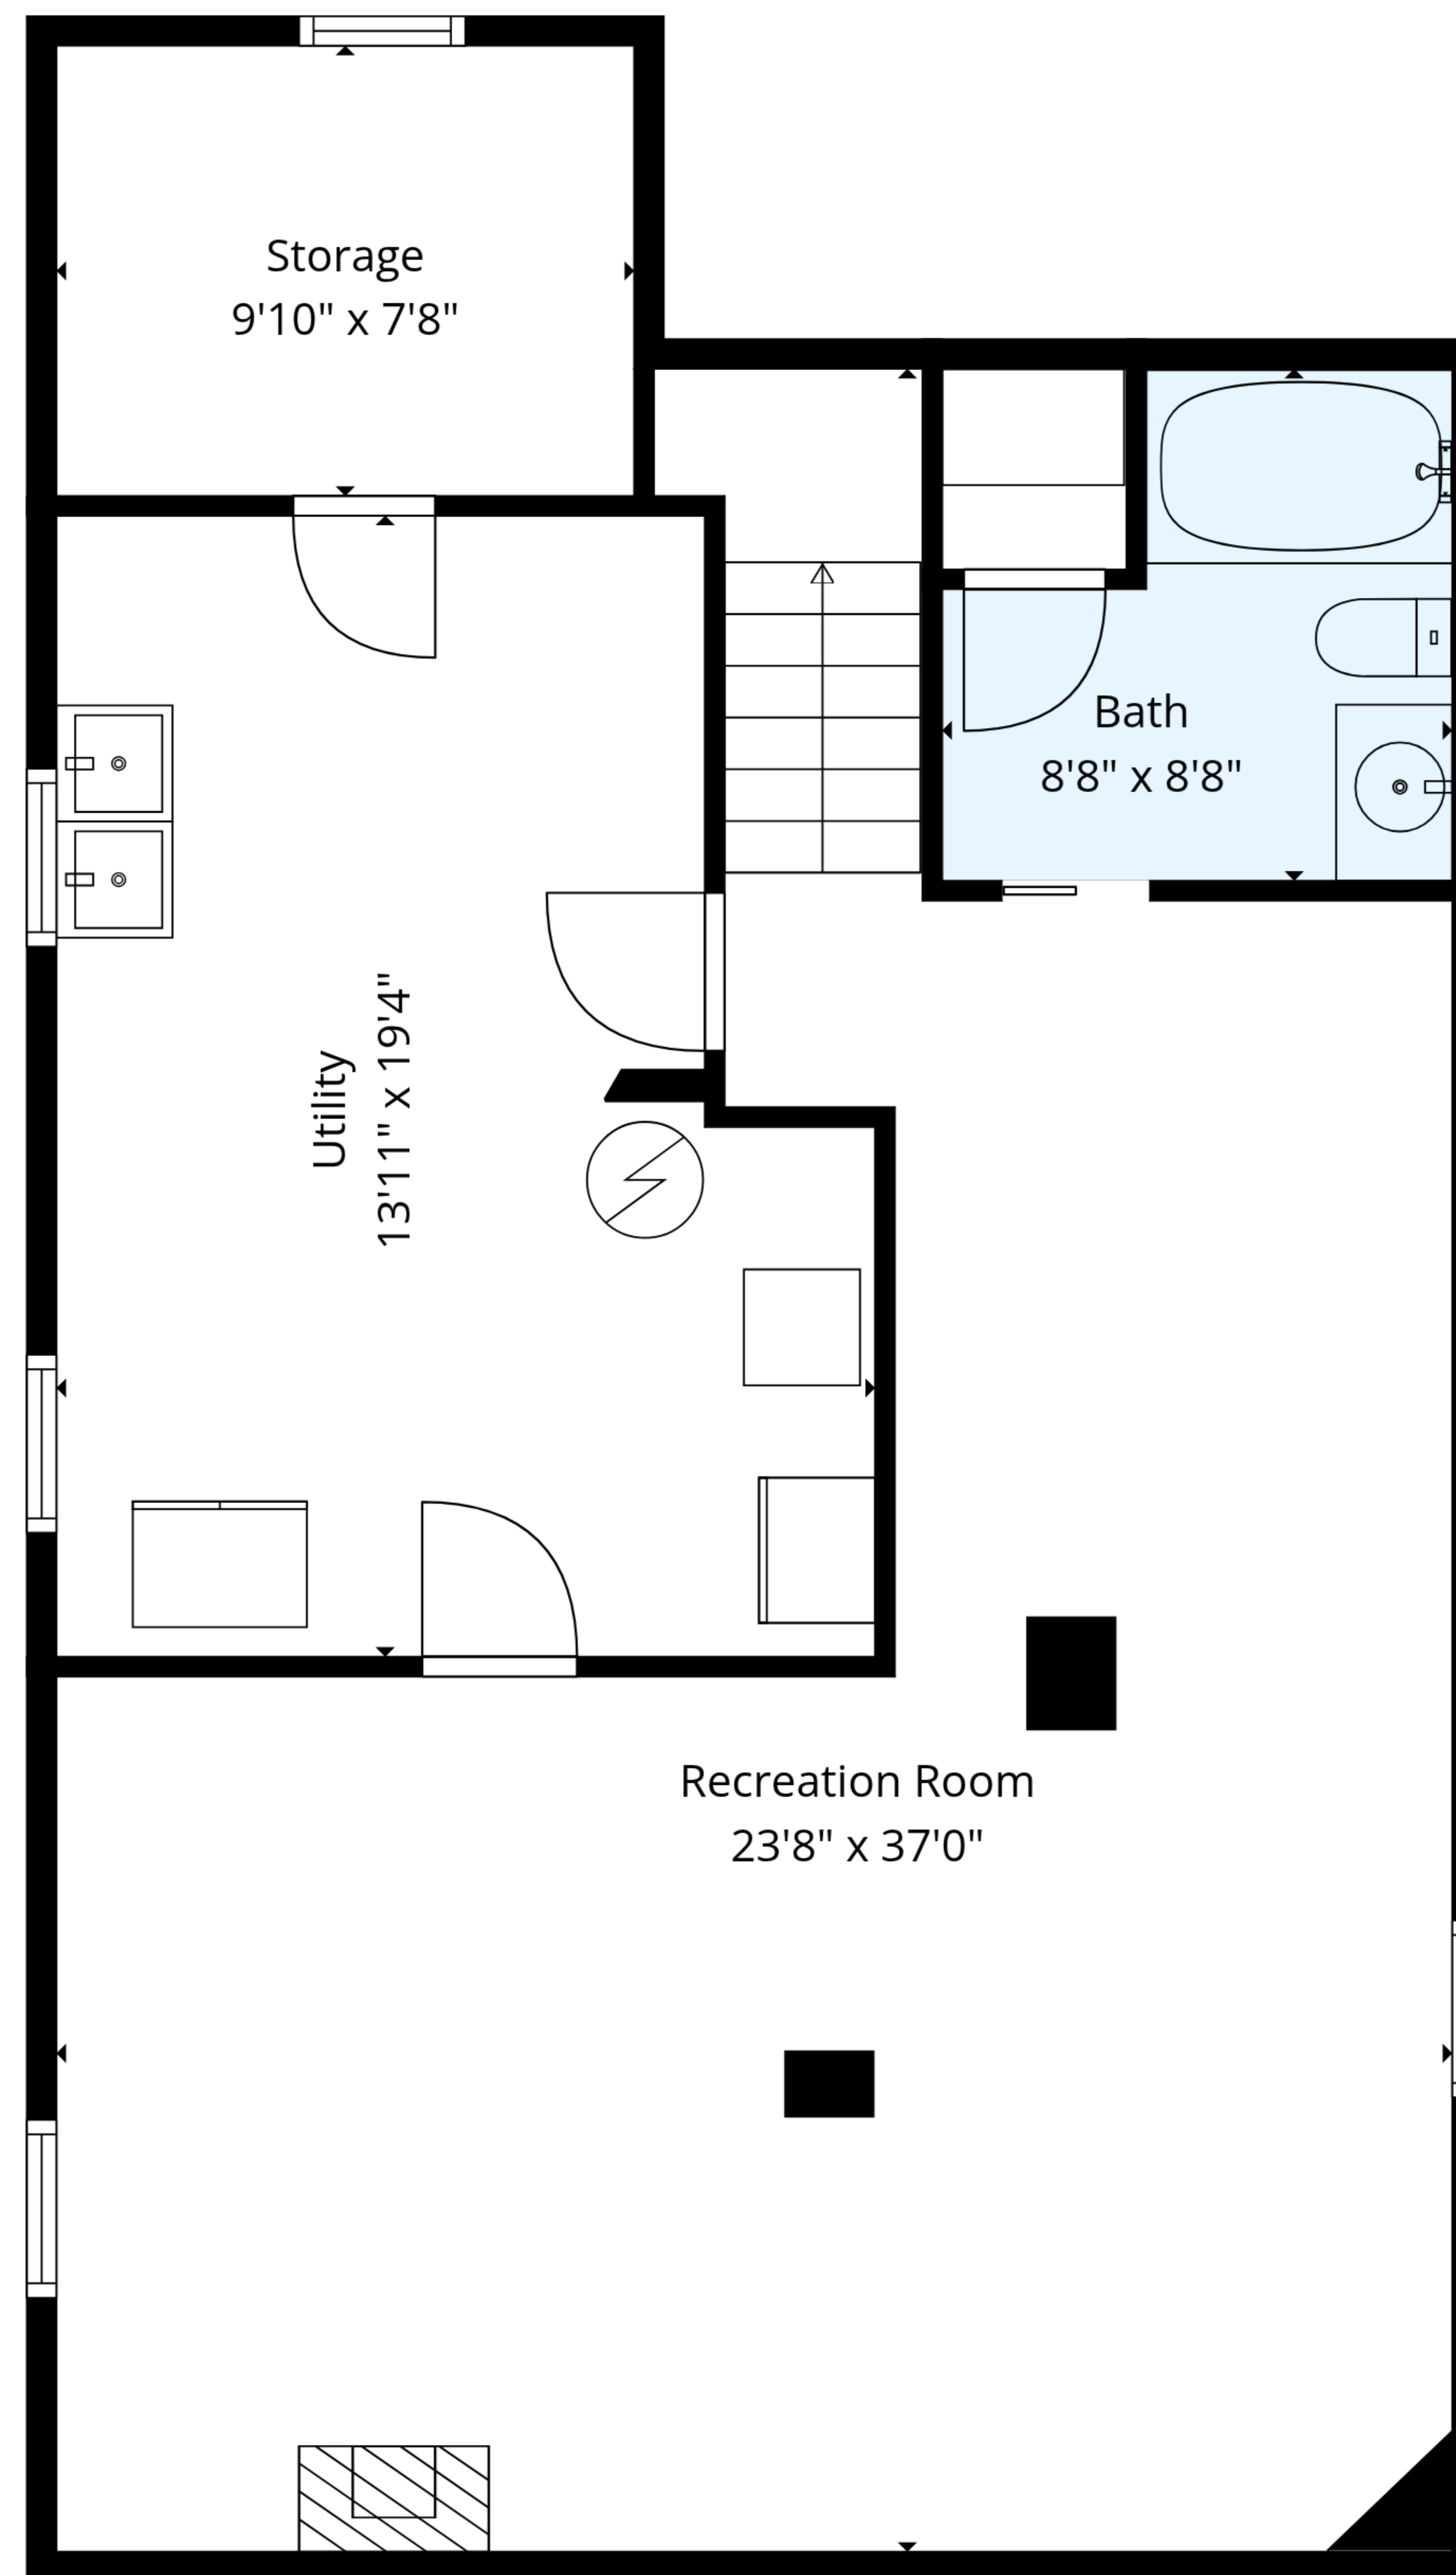 Storage
9'10" x 7'8"
Bath
8'8" x 8'8"
Utility
13'11" x 19'4"
Recreation Room
23'8" x 37'0"